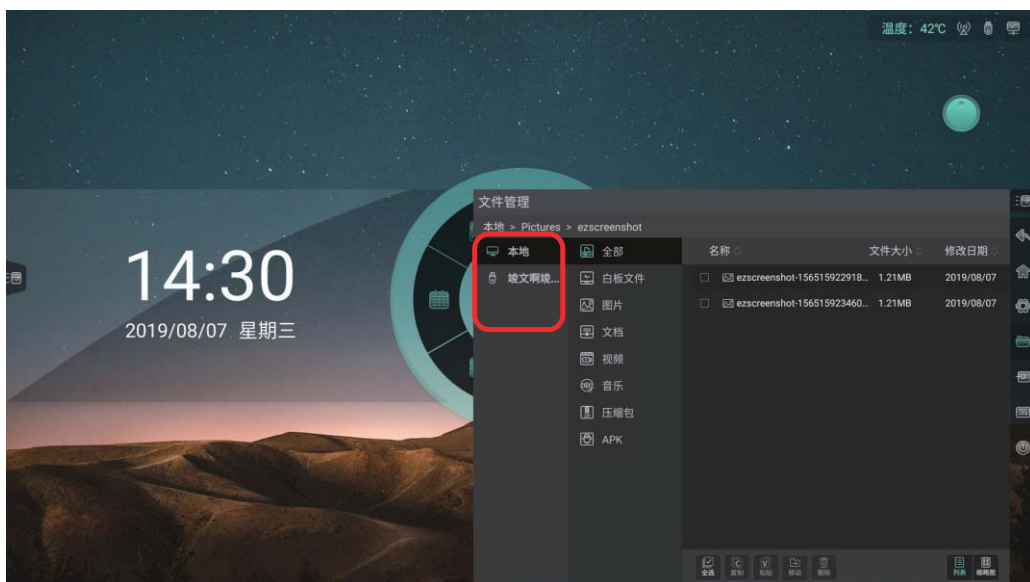 温度：42℃
文件管理
本地 > Pictures > ezscreenshot
本地
竣文啊竣...
全部
白板文件
图片
文档
视频
音乐
压缩包
APK
名称 文件大小 修改日期
ezscreenshot-156515922918... 1.21MB 2019/08/07
ezscreenshot-156515923460... 1.21MB 2019/08/07
14:30
2019/08/07 星期三
全选 复制 粘贴 移动 删除 列表 缩略图